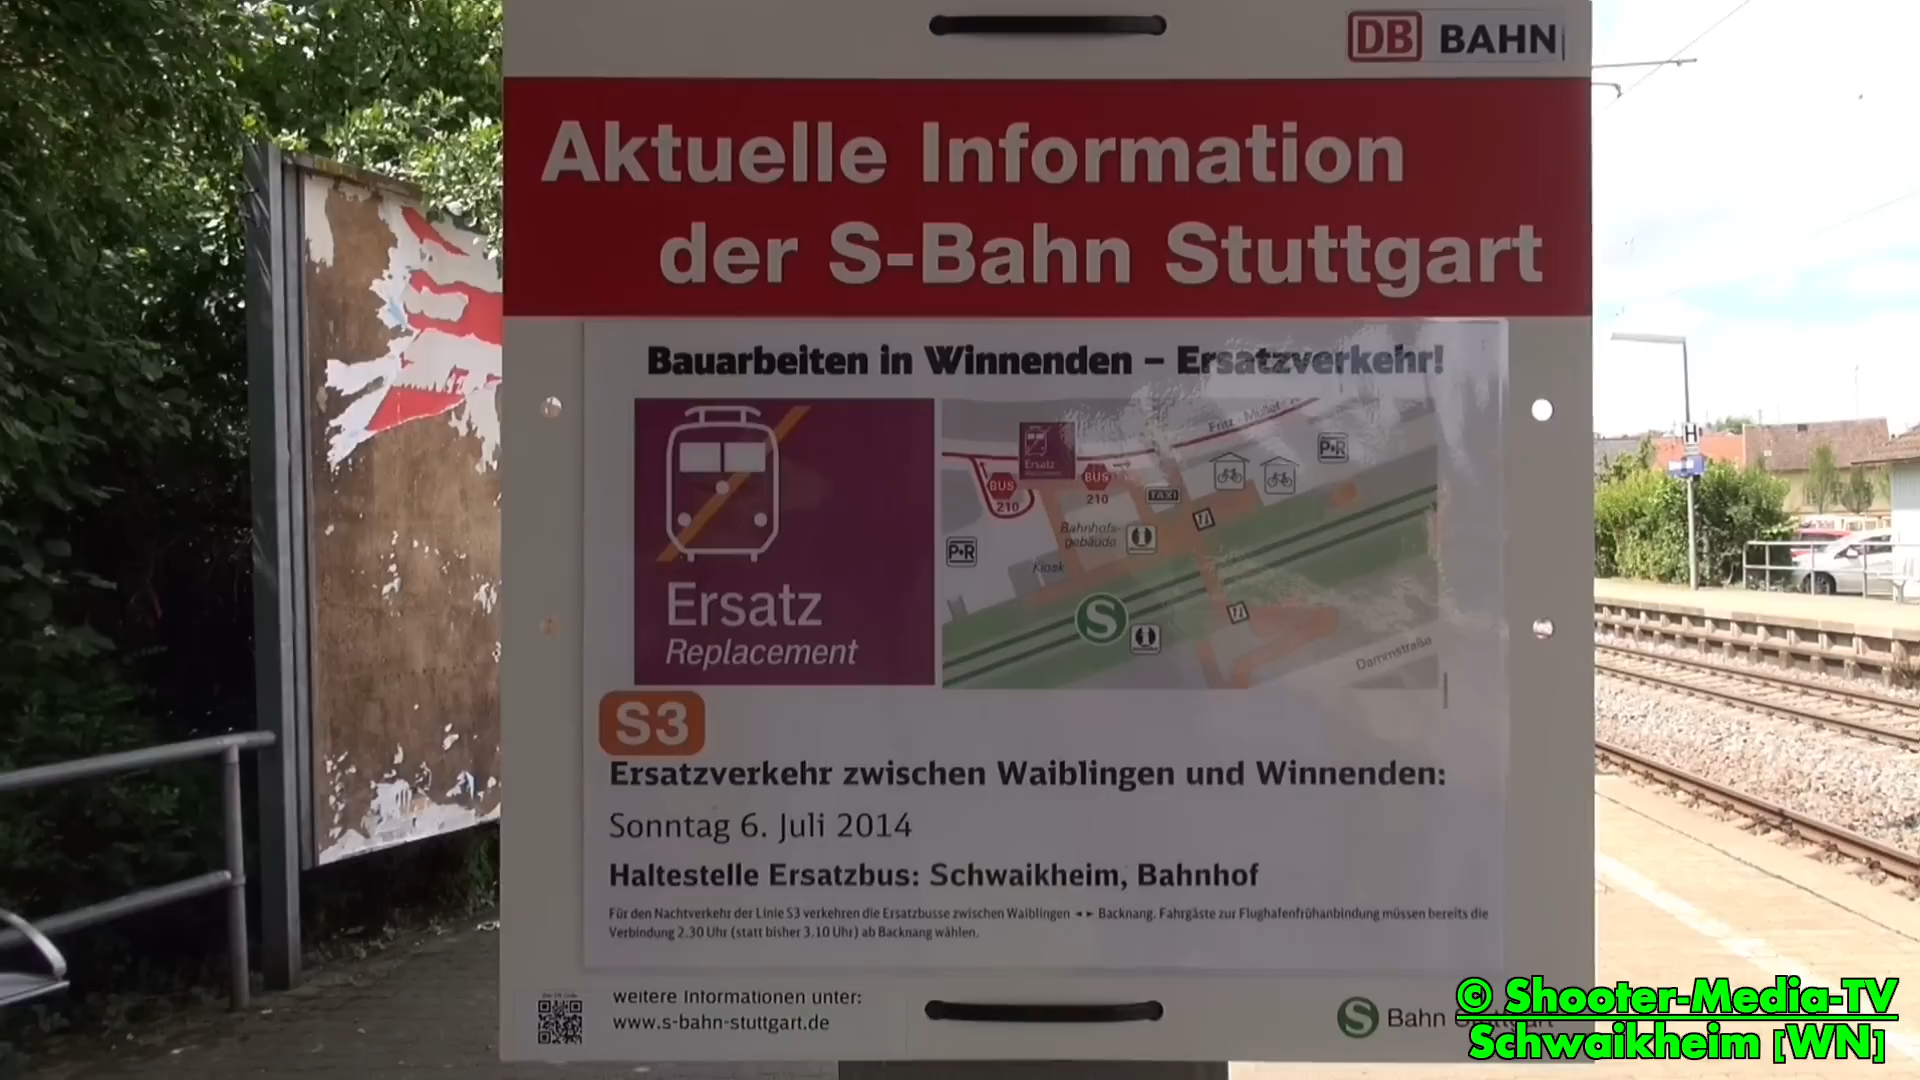 DB BAHN
Aktuelle Information
der S-Bahn Stuttgart
Bauarbeiten in Winnenden – Ersatzverkehr!
Ersatz
Replacement
Ersatz
Replacement
BUS
210
BUS
210
TAXI
P+R
P+R
Bahnhofs-
gebäude
Kiosk
S
Dammstraße
S3
Ersatzverkehr zwischen Waiblingen und Winnenden:
Sonntag 6. Juli 2014
Haltestelle Ersatzbus: Schwaikheim, Bahnhof
Für den Nachtverkehr der Linie S3 verkehren die Ersatzbusse zwischen Waiblingen ◄ ► Backnang. Fahrgäste zur Flughafenfrühanbindung müssen bereits die
Verbindung 2.30 Uhr (statt bisher 3.10 Uhr) ab Backnang wählen.
weitere Informationen unter:
www.s-bahn-stuttgart.de
S Bahn Stuttgart
H
© Shooter-Media-TV
Schwaikheim [WN]